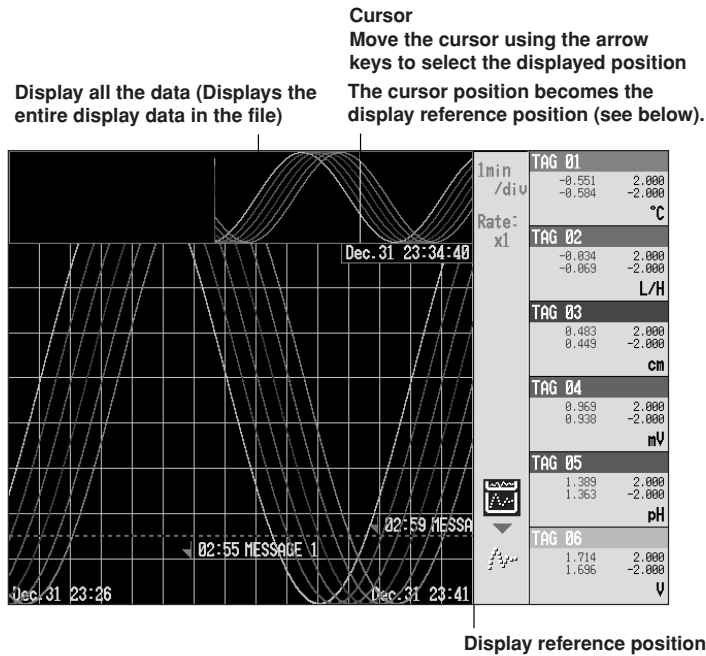 Cursor
Move the cursor using the arrow
keys to select the displayed position
Display all the data (Displays the
entire display data in the file)
The cursor position becomes the
display reference position (see below).
1min
/div
Rate:
x1
Dec.31 23:34:40
TAG 01
-0.551 2.000
-0.584 -2.000
°C
TAG 02
-0.034 2.000
-0.069 -2.000
L/H
TAG 03
0.483 2.000
0.449 -2.000
cm
TAG 04
0.969 2.000
0.938 -2.000
mV
TAG 05
1.389 2.000
1.363 -2.000
pH
TAG 06
1.714 2.000
1.696 -2.000
V
02:59 MESSA
02:55 MESSAGE 1
Dec.31 23:26
Dec.31 23:41
Display reference position